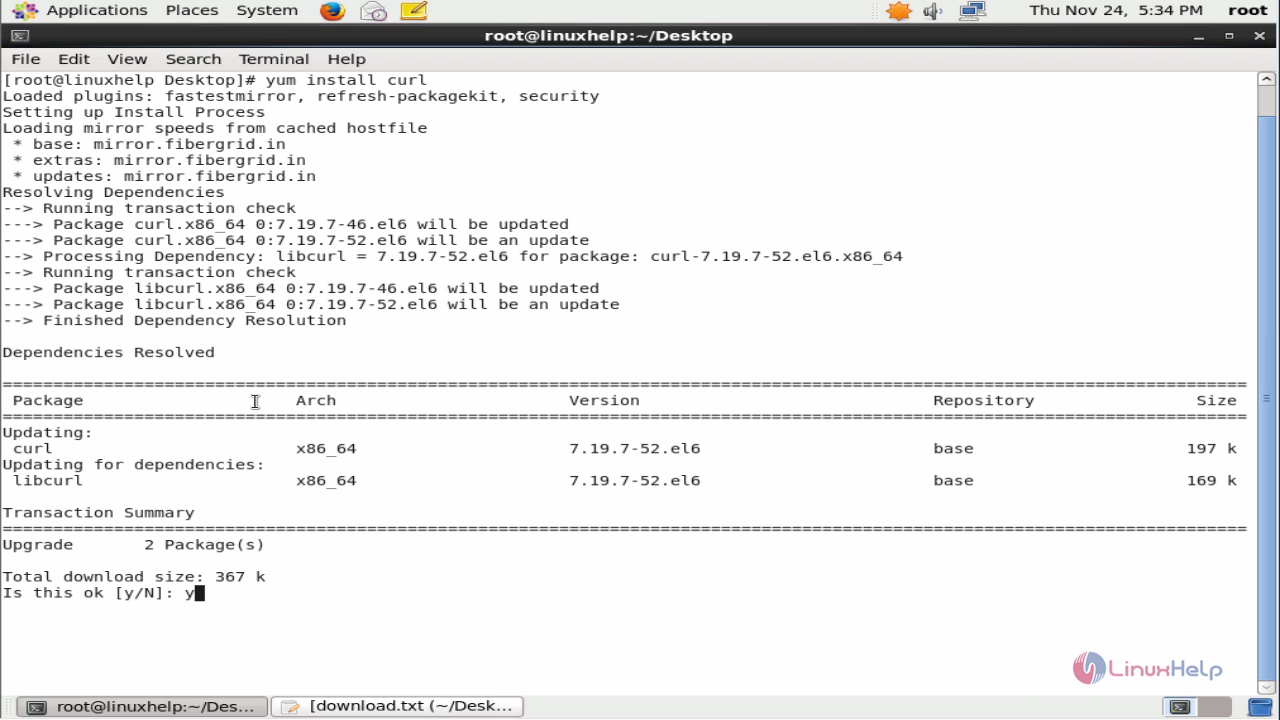 Applications Places System Thu Nov 24, 5:34 PM root
root@linuxhelp:~/Desktop
File Edit View Search Terminal Help
[root@linuxhelp Desktop]# yum install curl
Loaded plugins: fastestmirror, refresh-packagekit, security
Setting up Install Process
Loading mirror speeds from cached hostfile
 * base: mirror.fibergrid.in
 * extras: mirror.fibergrid.in
 * updates: mirror.fibergrid.in
Resolving Dependencies
--> Running transaction check
---> Package curl.x86_64 0:7.19.7-46.el6 will be updated
---> Package curl.x86_64 0:7.19.7-52.el6 will be an update
--> Processing Dependency: libcurl = 7.19.7-52.el6 for package: curl-7.19.7-52.el6.x86_64
--> Running transaction check
---> Package libcurl.x86_64 0:7.19.7-46.el6 will be updated
---> Package libcurl.x86_64 0:7.19.7-52.el6 will be an update
--> Finished Dependency Resolution
Dependencies Resolved
Package Arch Version Repository Size
Updating:
curl x86_64 7.19.7-52.el6 base 197 k
Updating for dependencies:
libcurl x86_64 7.19.7-52.el6 base 169 k
Transaction Summary
Upgrade 2 Package(s)
Total download size: 367 k
Is this ok [y/N]: y
LinuxHelp
root@linuxhelp:~/Des... [download.txt (~/Desk...